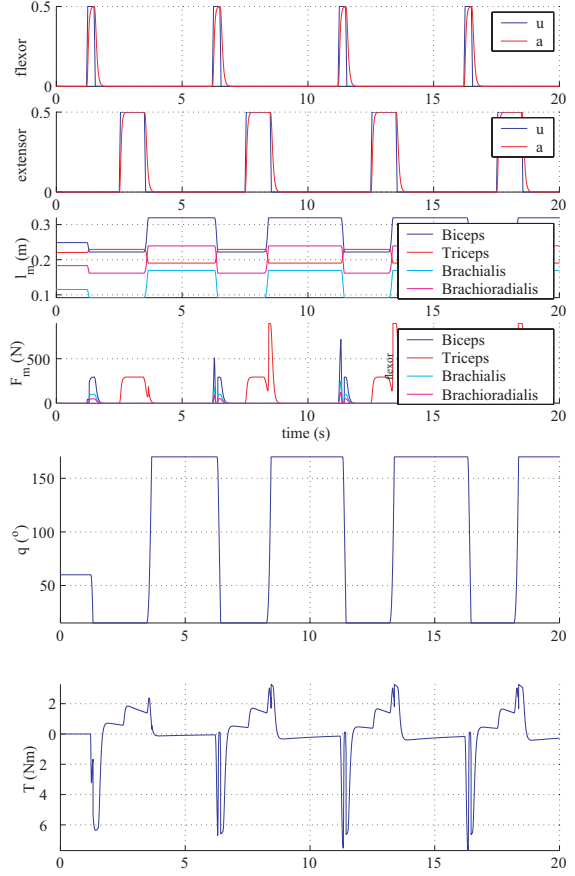 0.5
0
flexor
u
a
0 5 10 15 20
0.5
0
extensor
u
a
0 5 10 15 20
0.3
0.2
0.1
l_m (m)
Biceps
Triceps
Brachialis
Brachioradialis
0 5 10 15 20
500
0
F_m (N)
Biceps
Triceps
Brachialis
Brachioradialis
flexor
0 5 10 15 20
time (s)
150
100
50
q (°)
0 5 10 15 20
2
0
2
4
6
T (Nm)
0 5 10 15 20